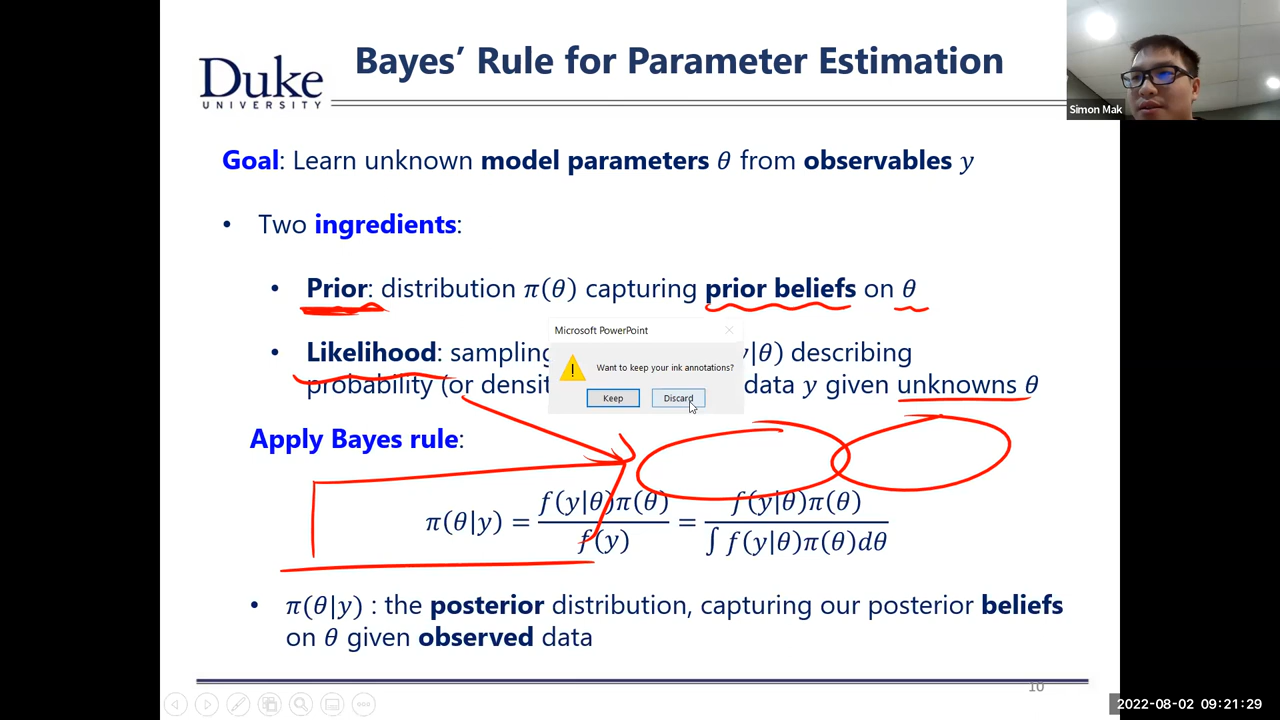 Bayes’ Rule for Parameter Estimation
Duke
UNIVERSITY
Simon Mak
Goal: Learn unknown model parameters θ from observables y
• Two ingredients:
• Prior: distribution π(θ) capturing prior beliefs on θ
Microsoft PowerPoint
Want to keep your ink annotations?
Keep Discard
• Likelihood: sampling y|θ) describing
probability (or densit data y given unknowns θ
Apply Bayes rule:
π(θ|y) = f(y|θ)π(θ) / f(y) = f(y|θ)π(θ) / ∫ f(y|θ)π(θ)dθ
• π(θ|y) : the posterior distribution, capturing our posterior beliefs
on θ given observed data
10
2022-08-02 09:21:29